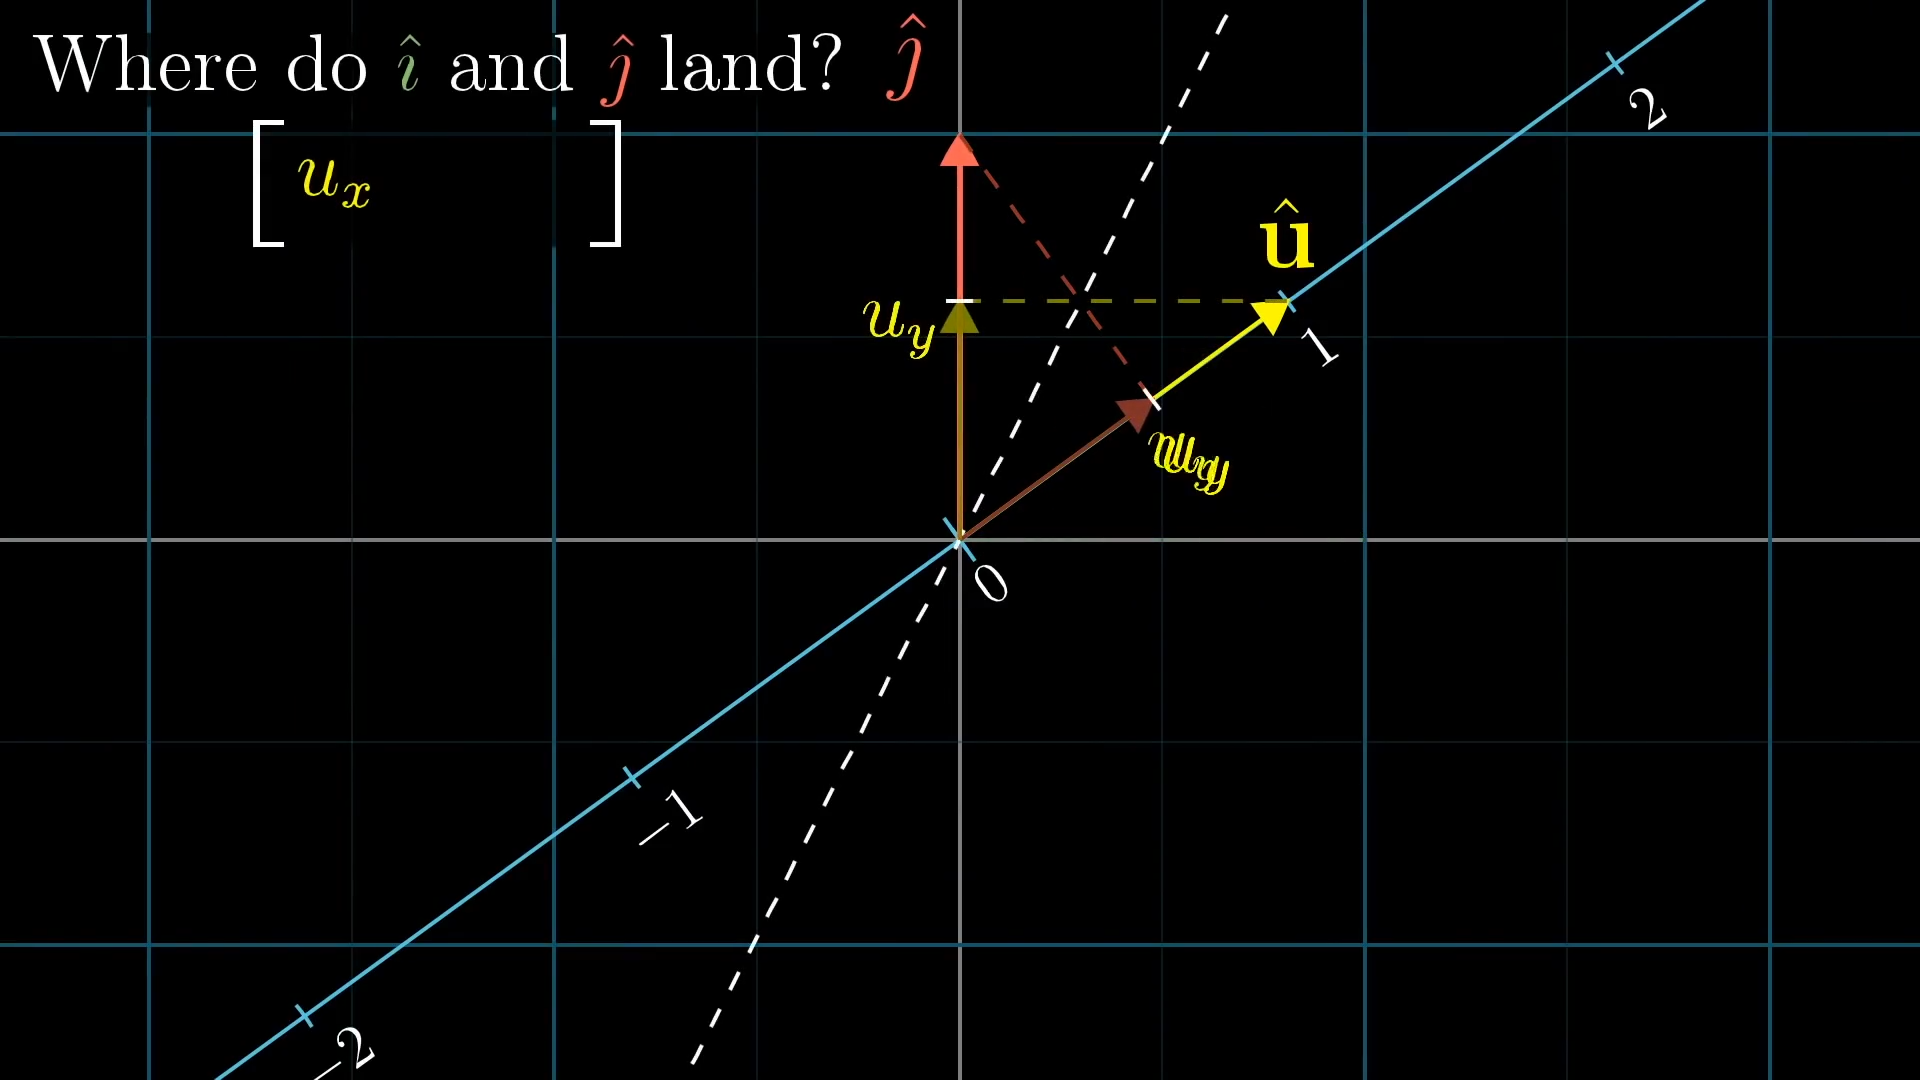 Where do î and ĵ land? ĵ
[ u_x ]
û
u_y
2
1
0
−1
−2